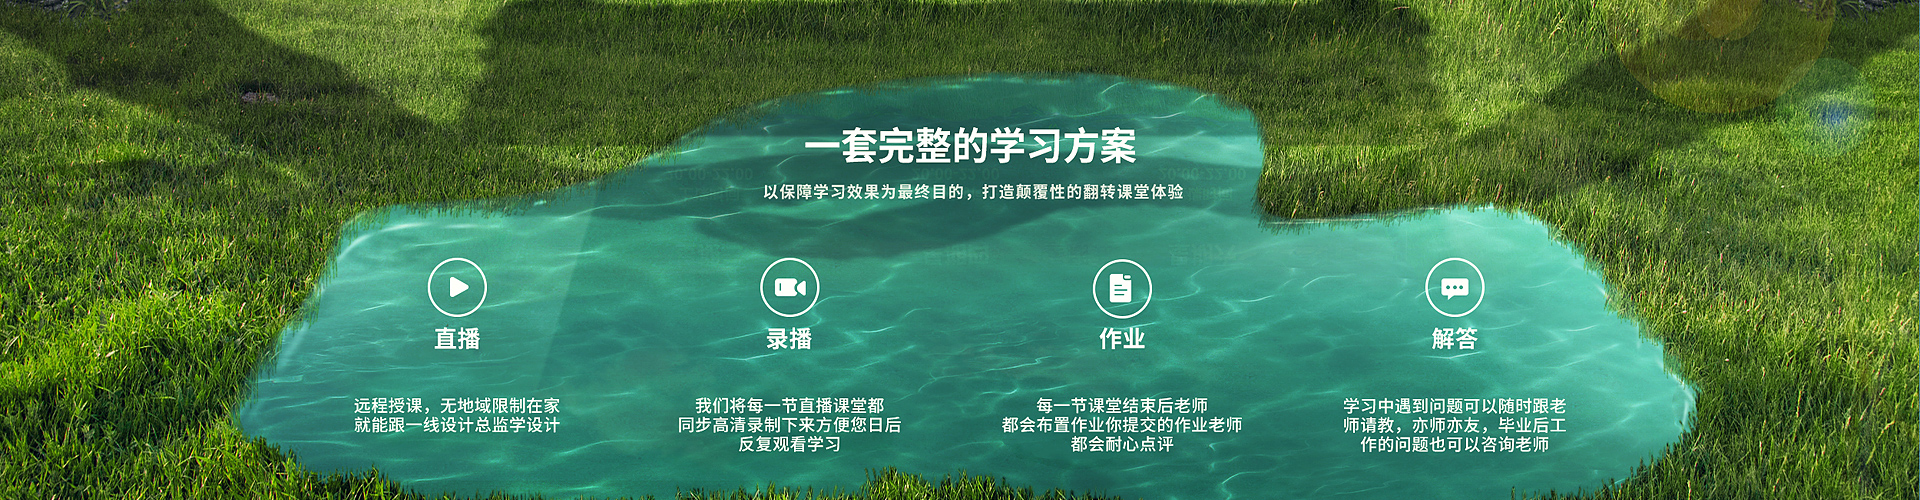 一套完整的学习方案
以保障学习效果为最终目的，打造颠覆性的翻转课堂体验
直播
远程授课，无地域限制在家
就能跟一线设计总监学设计
录播
我们将每一节直播课堂都
同步高清录制下来方便您日后
反复观看学习
作业
每一节课堂结束后老师
都会布置作业你提交的作业老师
都会耐心点评
解答
学习中遇到问题可以随时跟老
师请教，亦师亦友，毕业后工
作的问题也可以咨询老师